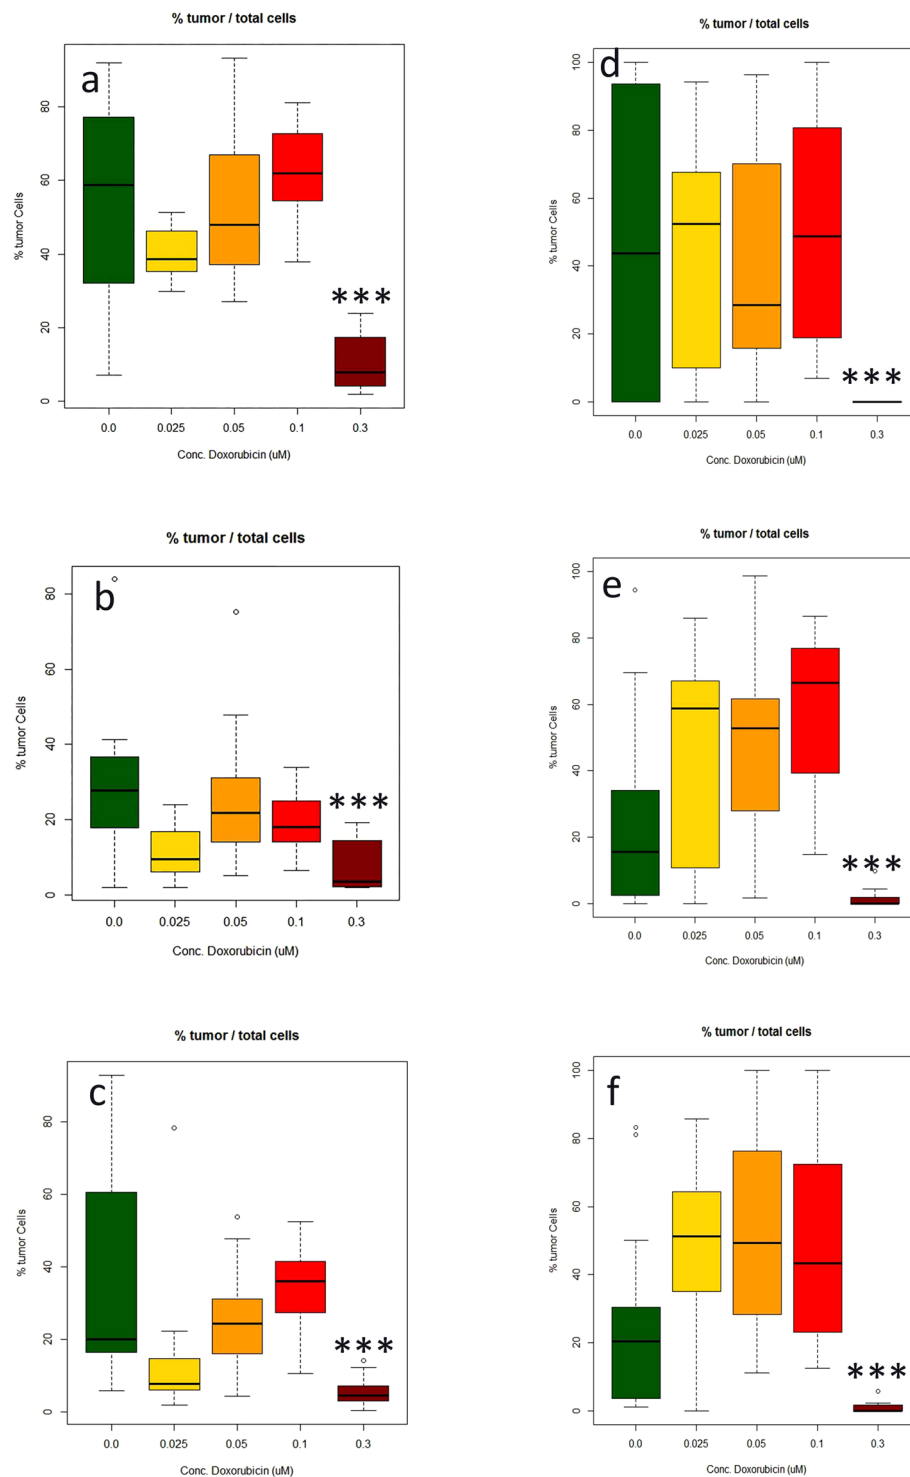 % tumor / total cells
a
% tumor Cells
80
60
40
20
0
***
0.0 0.025 0.05 0.1 0.3
Conc. Doxorubicin (uM)
% tumor / total cells
d
% tumor Cells
100
80
60
40
20
0
***
0.0 0.025 0.05 0.1 0.3
Conc. Doxorubicin (uM)
% tumor / total cells
b
% tumor Cells
80
60
40
20
0
***
0.0 0.025 0.05 0.1 0.3
Conc. Doxorubicin (uM)
% tumor / total cells
e
% tumor Cells
100
80
60
40
20
0
***
0.0 0.025 0.05 0.1 0.3
Conc. Doxorubicin (uM)
% tumor / total cells
c
% tumor Cells
80
60
40
20
0
***
0.0 0.025 0.05 0.1 0.3
Conc. Doxorubicin (uM)
% tumor / total cells
f
% tumor Cells
100
80
60
40
20
0
***
0.0 0.025 0.05 0.1 0.3
Conc. Doxorubicin (uM)